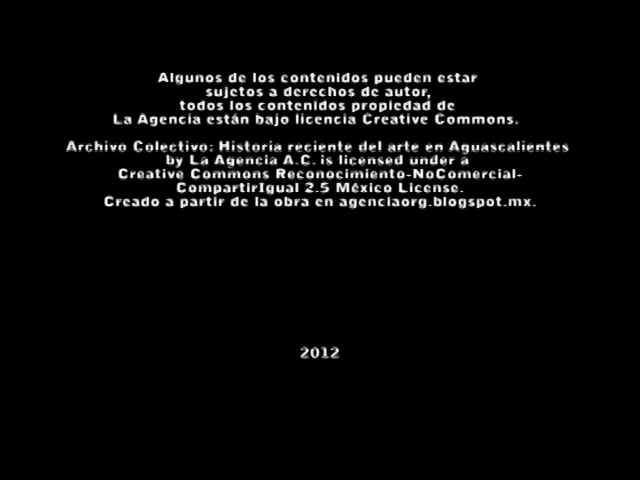 Algunos de los contenidos pueden estar
sujetos a derechos de autor,
todos los contenidos propiedad de
La Agencia están bajo licencia Creative Commons.
Archivo Colectivo: Historia reciente del arte en Aguascalientes
by La Agencia A.C. is licensed under a
Creative Commons Reconocimiento-NoComercial-
CompartirIgual 2.5 México License.
Creado a partir de la obra en agenciaorg.blogspot.mx.
2012